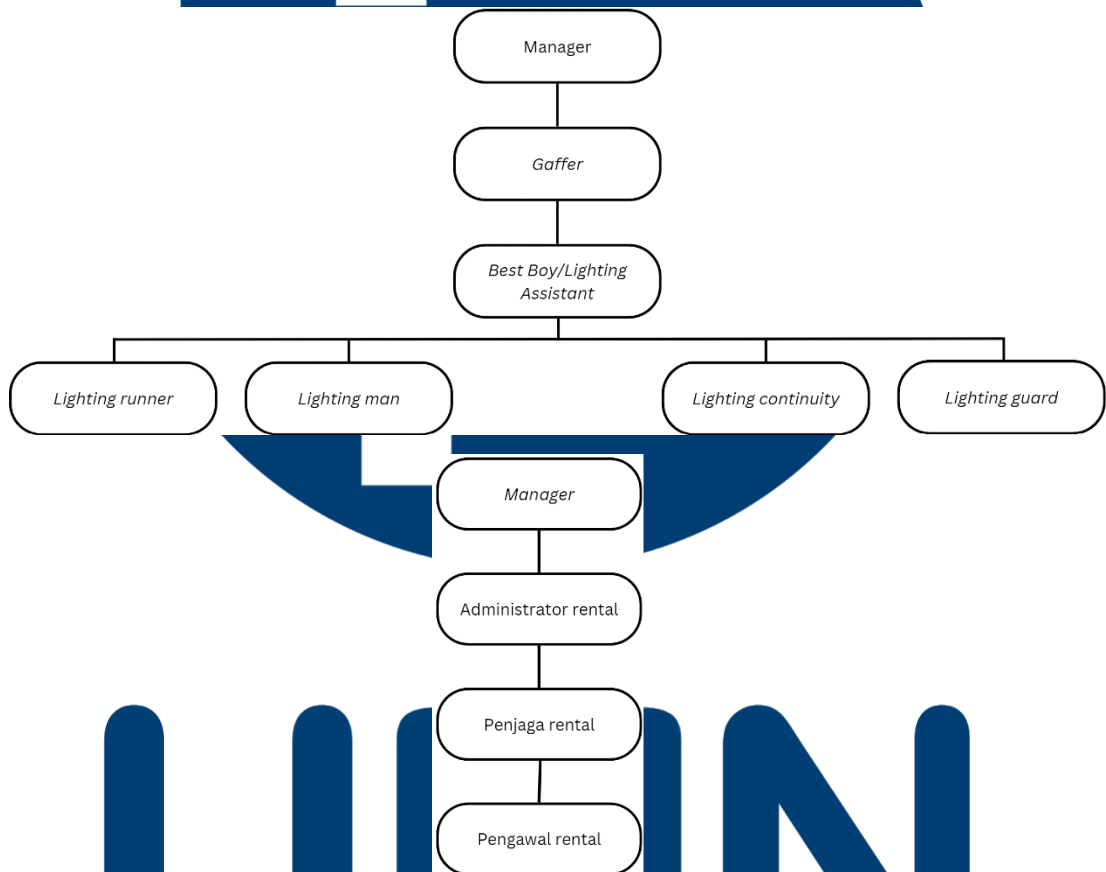 Manager
Gaffer
Best Boy/Lighting
Assistant
Lighting runner
Lighting man
Lighting continuity
Lighting guard
Manager
Administrator rental
Penjaga rental
Pengawal rental